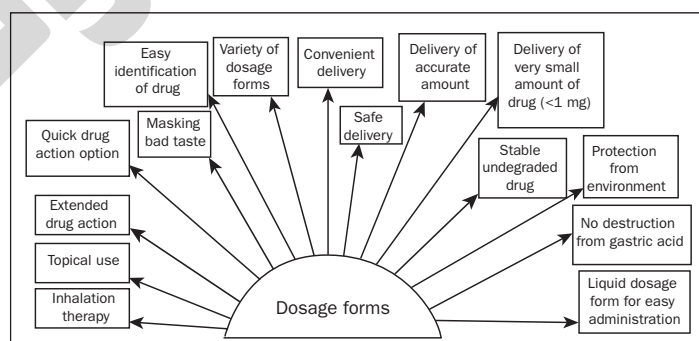 Easy
identification
of drug
Variety of
dosage
forms
Convenient
delivery
Delivery of
accurate
amount
Delivery of
very small
amount of
drug (<1 mg)
Masking
bad taste
Safe
delivery
Quick drug
action option
Stable
undegraded
drug
Protection
from
environment
Extended
drug action
No destruction
from gastric acid
Topical use
Inhalation
therapy
Liquid dosage
form for easy
administration
Dosage forms